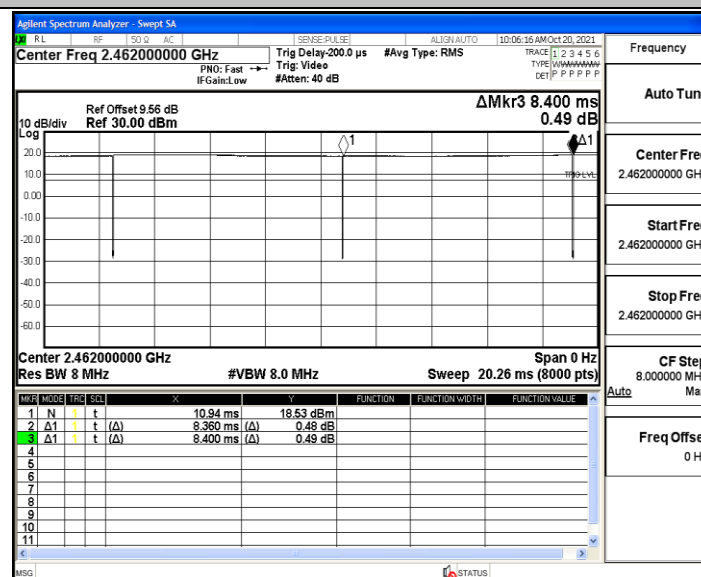 Agilent Spectrum Analyzer - Swept SA
RL RF 50 Ω AC SENSE:PULSE ALIGN AUTO 10:06:16 AM Oct 20, 2021
Center Freq 2.462000000 GHz
PNO: Fast
IFGain:Low
Trig Delay-200.0 µs
Trig: Video
#Atten: 40 dB
#Avg Type: RMS
TRACE 1 2 3 4 5 6
TYPE
DET P P P P P P
Ref Offset 9.56 dB
10 dB/div Ref 30.00 dBm
Log
ΔMkr3 8.400 ms
0.49 dB
1
Δ1
20.0
TRIG LVL
10.0
0.00
-10.0
-20.0
-30.0
-40.0
-50.0
-60.0
Center 2.462000000 GHz Span 0 Hz
Res BW 8 MHz #VBW 8.0 MHz Sweep 20.26 ms (8000 pts)
MKR MODE TRC SCL X Y FUNCTION FUNCTION WIDTH FUNCTION VALUE
1 N 1 t 10.94 ms 18.53 dBm
2 Δ1 1 t (Δ) 8.360 ms (Δ) 0.48 dB
3 Δ1 1 t (Δ) 8.400 ms (Δ) 0.49 dB
4
5
6
7
8
9
10
11
MSG STATUS
Frequency
Auto Tun
Center Fre
2.462000000 GH
Start Fre
2.462000000 GH
Stop Fre
2.462000000 GH
CF Ste
8.000000 MH
Auto Ma
Freq Offse
0 H